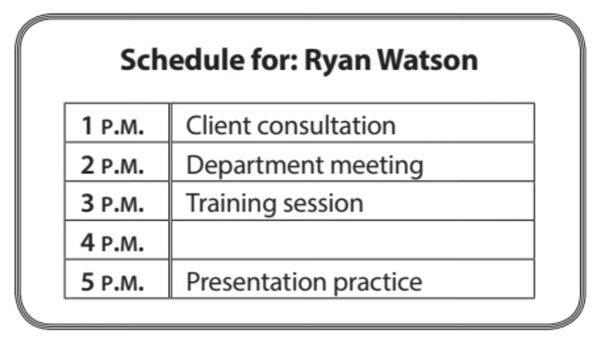 Schedule for: Ryan Watson
1 P.M. Client consultation
2 P.M. Department meeting
3 P.M. Training session
4 P.M.
5 P.M. Presentation practice